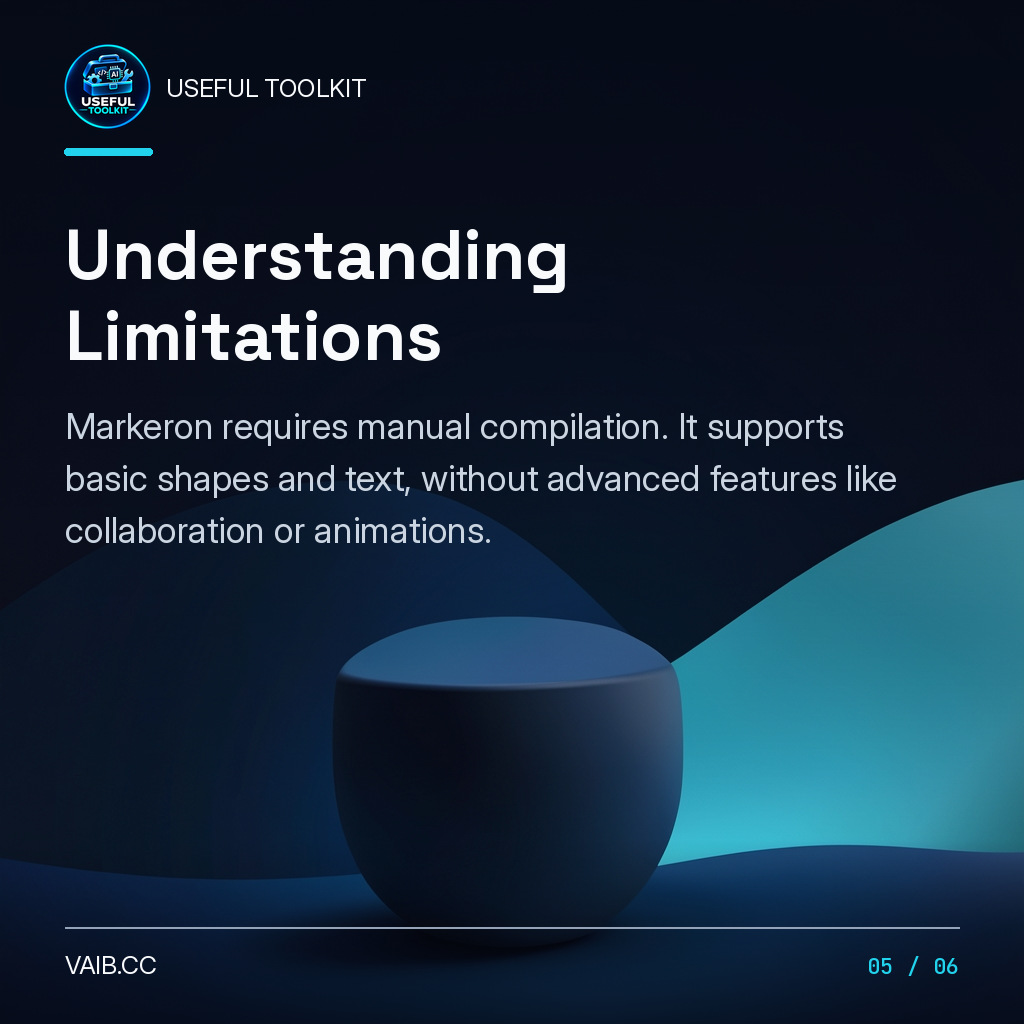 USEFUL
TOOLKIT
AI
USEFUL TOOLKIT
Understanding
Limitations
Markeron requires manual compilation. It supports
basic shapes and text, without advanced features like
collaboration or animations.
VAIB.CC
05 / 06